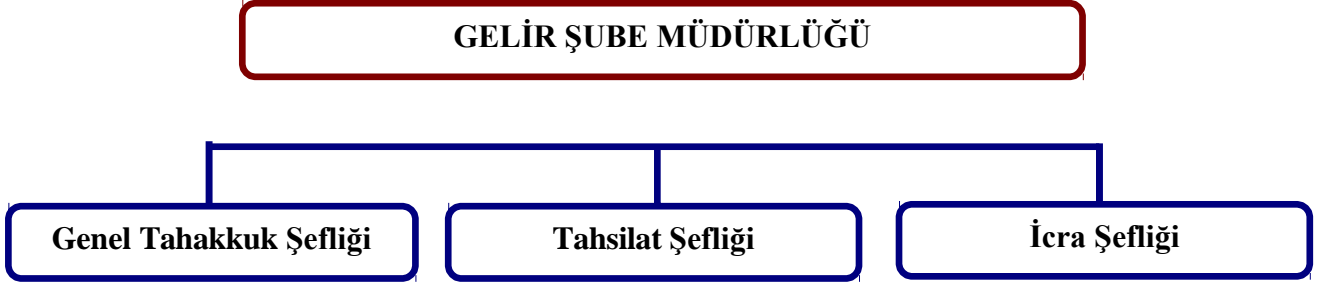 GELİR ŞUBE MÜDÜRLÜĞÜ
Genel Tahakkuk Şefliği
Tahsilat Şefliği
İcra Şefliği